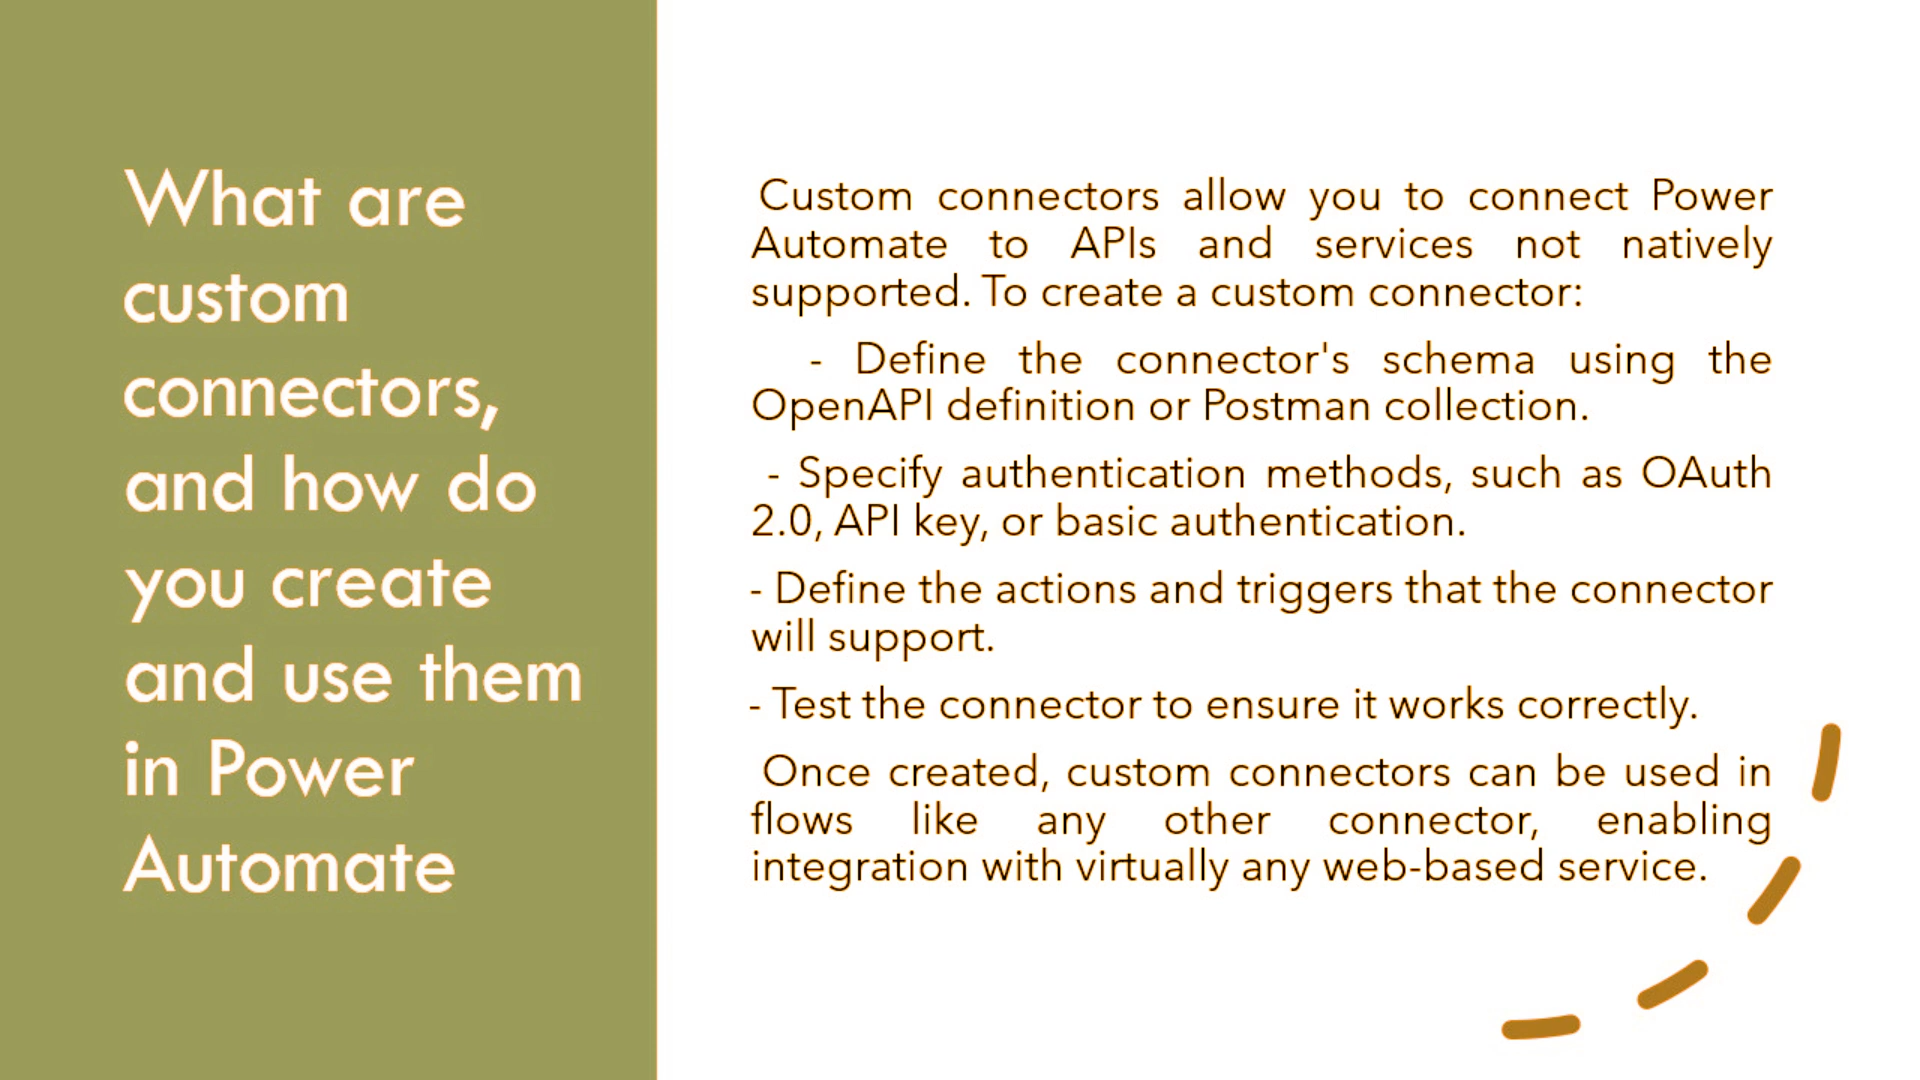 What are
custom
connectors,
and how do
you create
and use them
in Power
Automate
Custom connectors allow you to connect Power
Automate to APIs and services not natively
supported. To create a custom connector:
- Define the connector's schema using the
OpenAPI definition or Postman collection.
- Specify authentication methods, such as OAuth
2.0, API key, or basic authentication.
- Define the actions and triggers that the connector
will support.
- Test the connector to ensure it works correctly.
Once created, custom connectors can be used in
flows like any other connector, enabling
integration with virtually any web-based service.